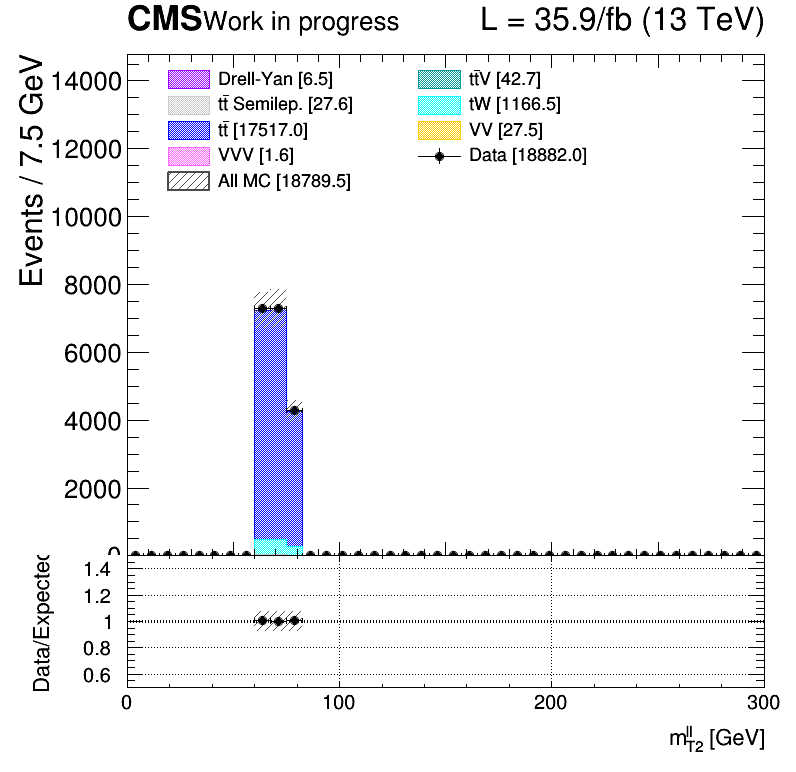 CMS Work in progress L = 35.9/fb (13 TeV)
Events / 7.5 GeV
14000
12000
10000
8000
6000
4000
2000
0
Drell-Yan [6.5]
tt̄ Semilep. [27.6]
tt̄ [17517.0]
VVV [1.6]
All MC [18789.5]
tt̄V [42.7]
tW [1166.5]
VV [27.5]
Data [18882.0]
Data/Expected
1.4
1.2
1
0.8
0.6
0 100 200 300
m_T2^ll [GeV]